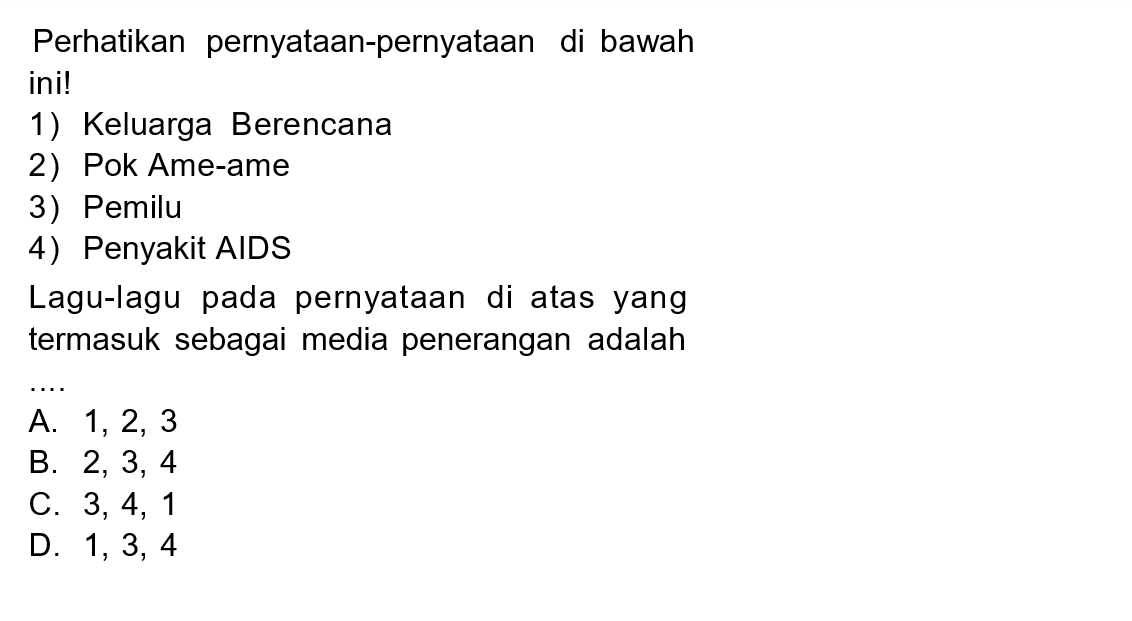 Perhatikan pernyataan-pernyataan di bawah
ini!
1) Keluarga Berencana
2) Pok Ame-ame
3) Pemilu
4) Penyakit AIDS
Lagu-lagu pada pernyataan di atas yang
termasuk sebagai media penerangan adalah
....
A. 1, 2, 3
B. 2, 3, 4
C. 3, 4, 1
D. 1, 3, 4